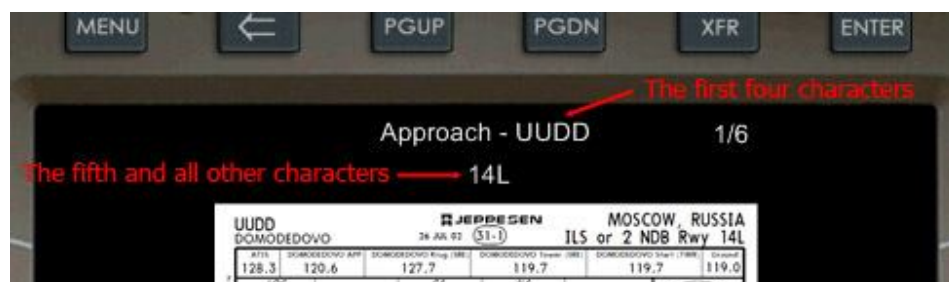 MENU ⇐ PGUP PGDN XFR ENTER
The first four characters
Approach - UUDD 1/6
The fifth and all other characters 14L
UUDD JEPPESEN MOSCOW, RUSSIA
DOMODEDOVO 31-1 ILS or 2 NDB Rwy 14L
ATIS DOMODEDOVO APP DOMODEDOVO Krug DOMODEDOVO Tower DOMODEDOVO Start Ground
128.3 120.6 127.7 119.7 119.7 119.0